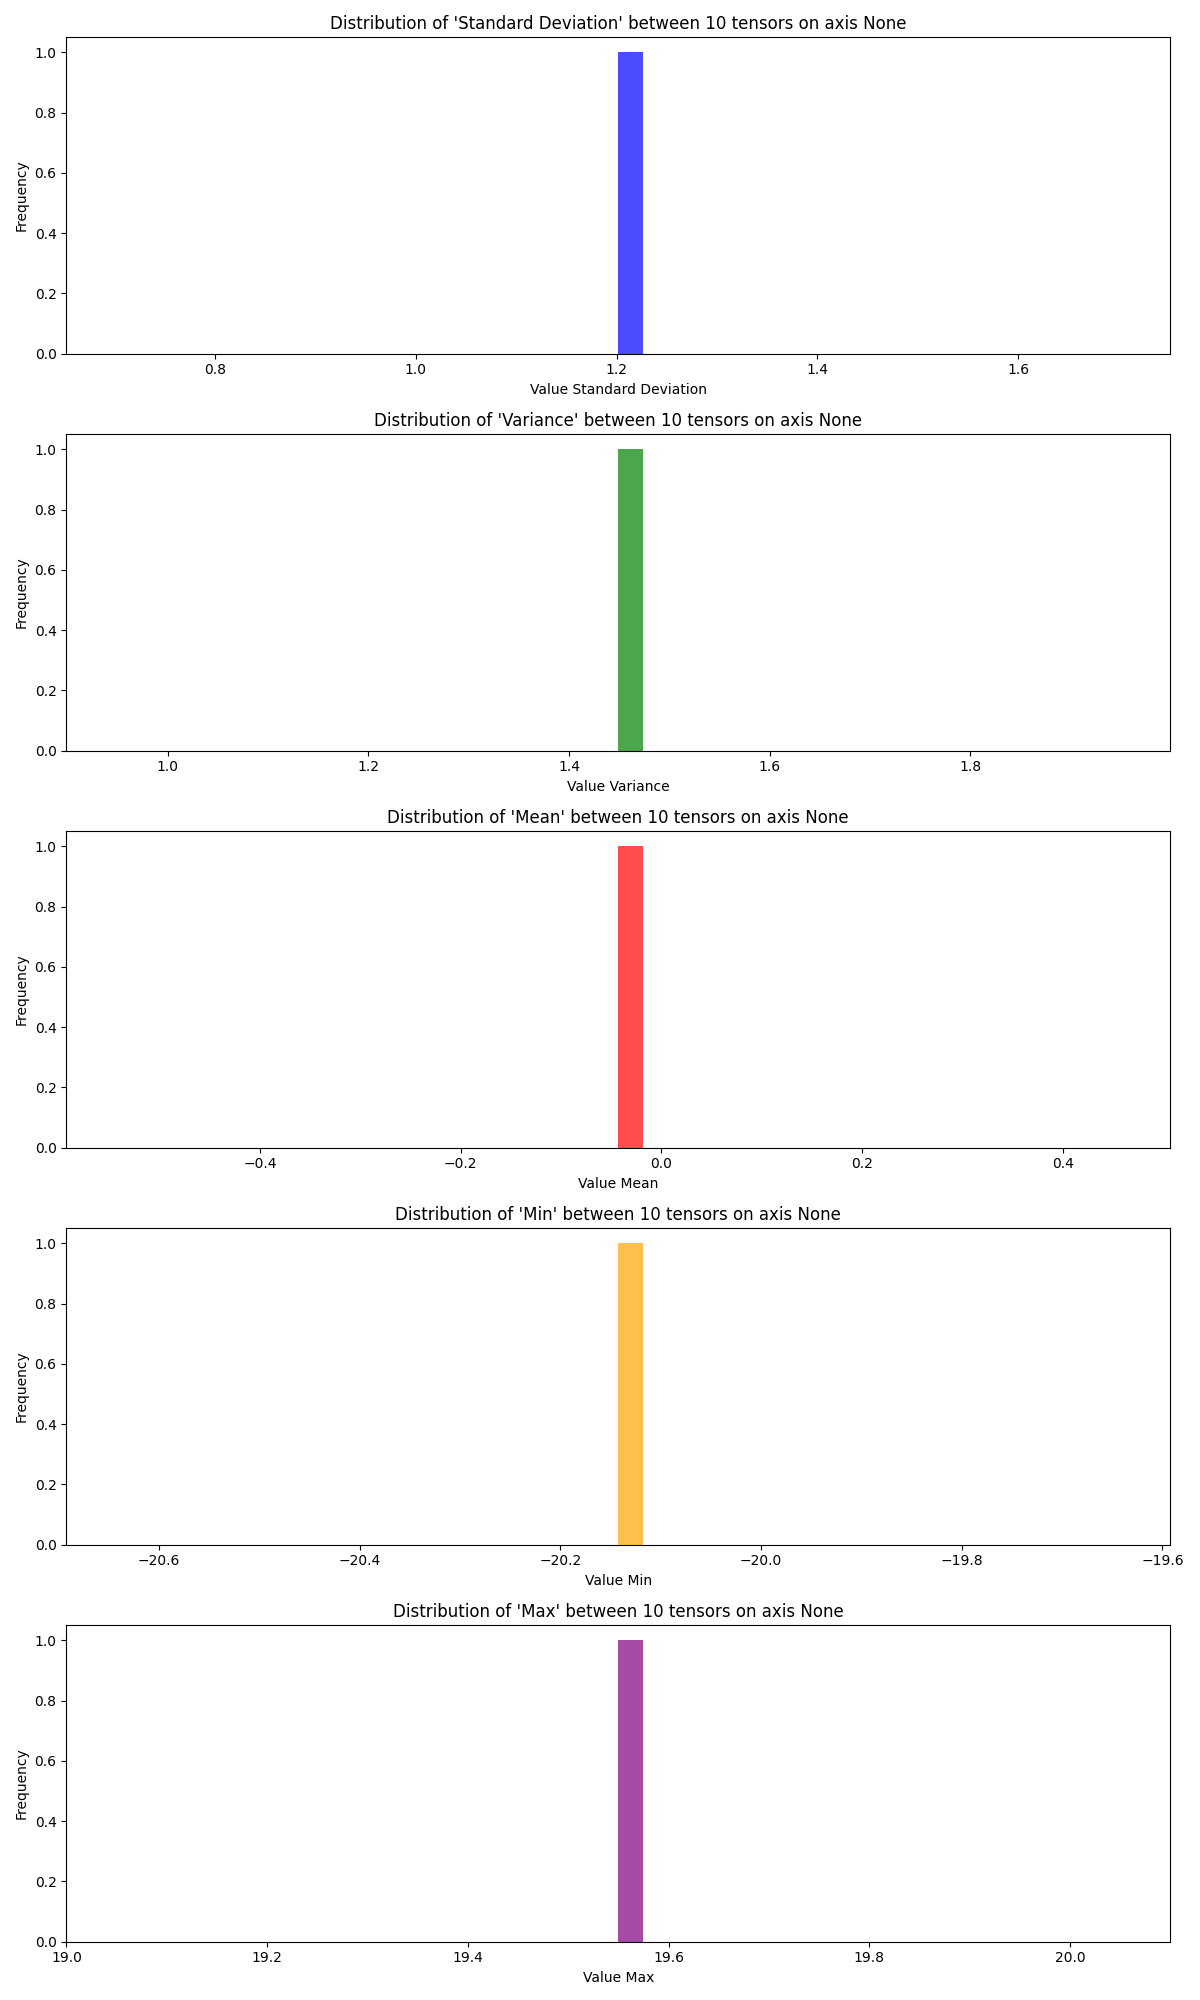 Distribution of 'Standard Deviation' between 10 tensors on axis None
1.0
0.8
0.6
0.4
0.2
0.0
Frequency
0.8 1.0 1.2 1.4 1.6
Value Standard Deviation
Distribution of 'Variance' between 10 tensors on axis None
1.0
0.8
0.6
0.4
0.2
0.0
Frequency
1.0 1.2 1.4 1.6 1.8
Value Variance
Distribution of 'Mean' between 10 tensors on axis None
1.0
0.8
0.6
0.4
0.2
0.0
Frequency
−0.4 −0.2 0.0 0.2 0.4
Value Mean
Distribution of 'Min' between 10 tensors on axis None
1.0
0.8
0.6
0.4
0.2
0.0
Frequency
−20.6 −20.4 −20.2 −20.0 −19.8 −19.6
Value Min
Distribution of 'Max' between 10 tensors on axis None
1.0
0.8
0.6
0.4
0.2
0.0
Frequency
19.0 19.2 19.4 19.6 19.8 20.0
Value Max